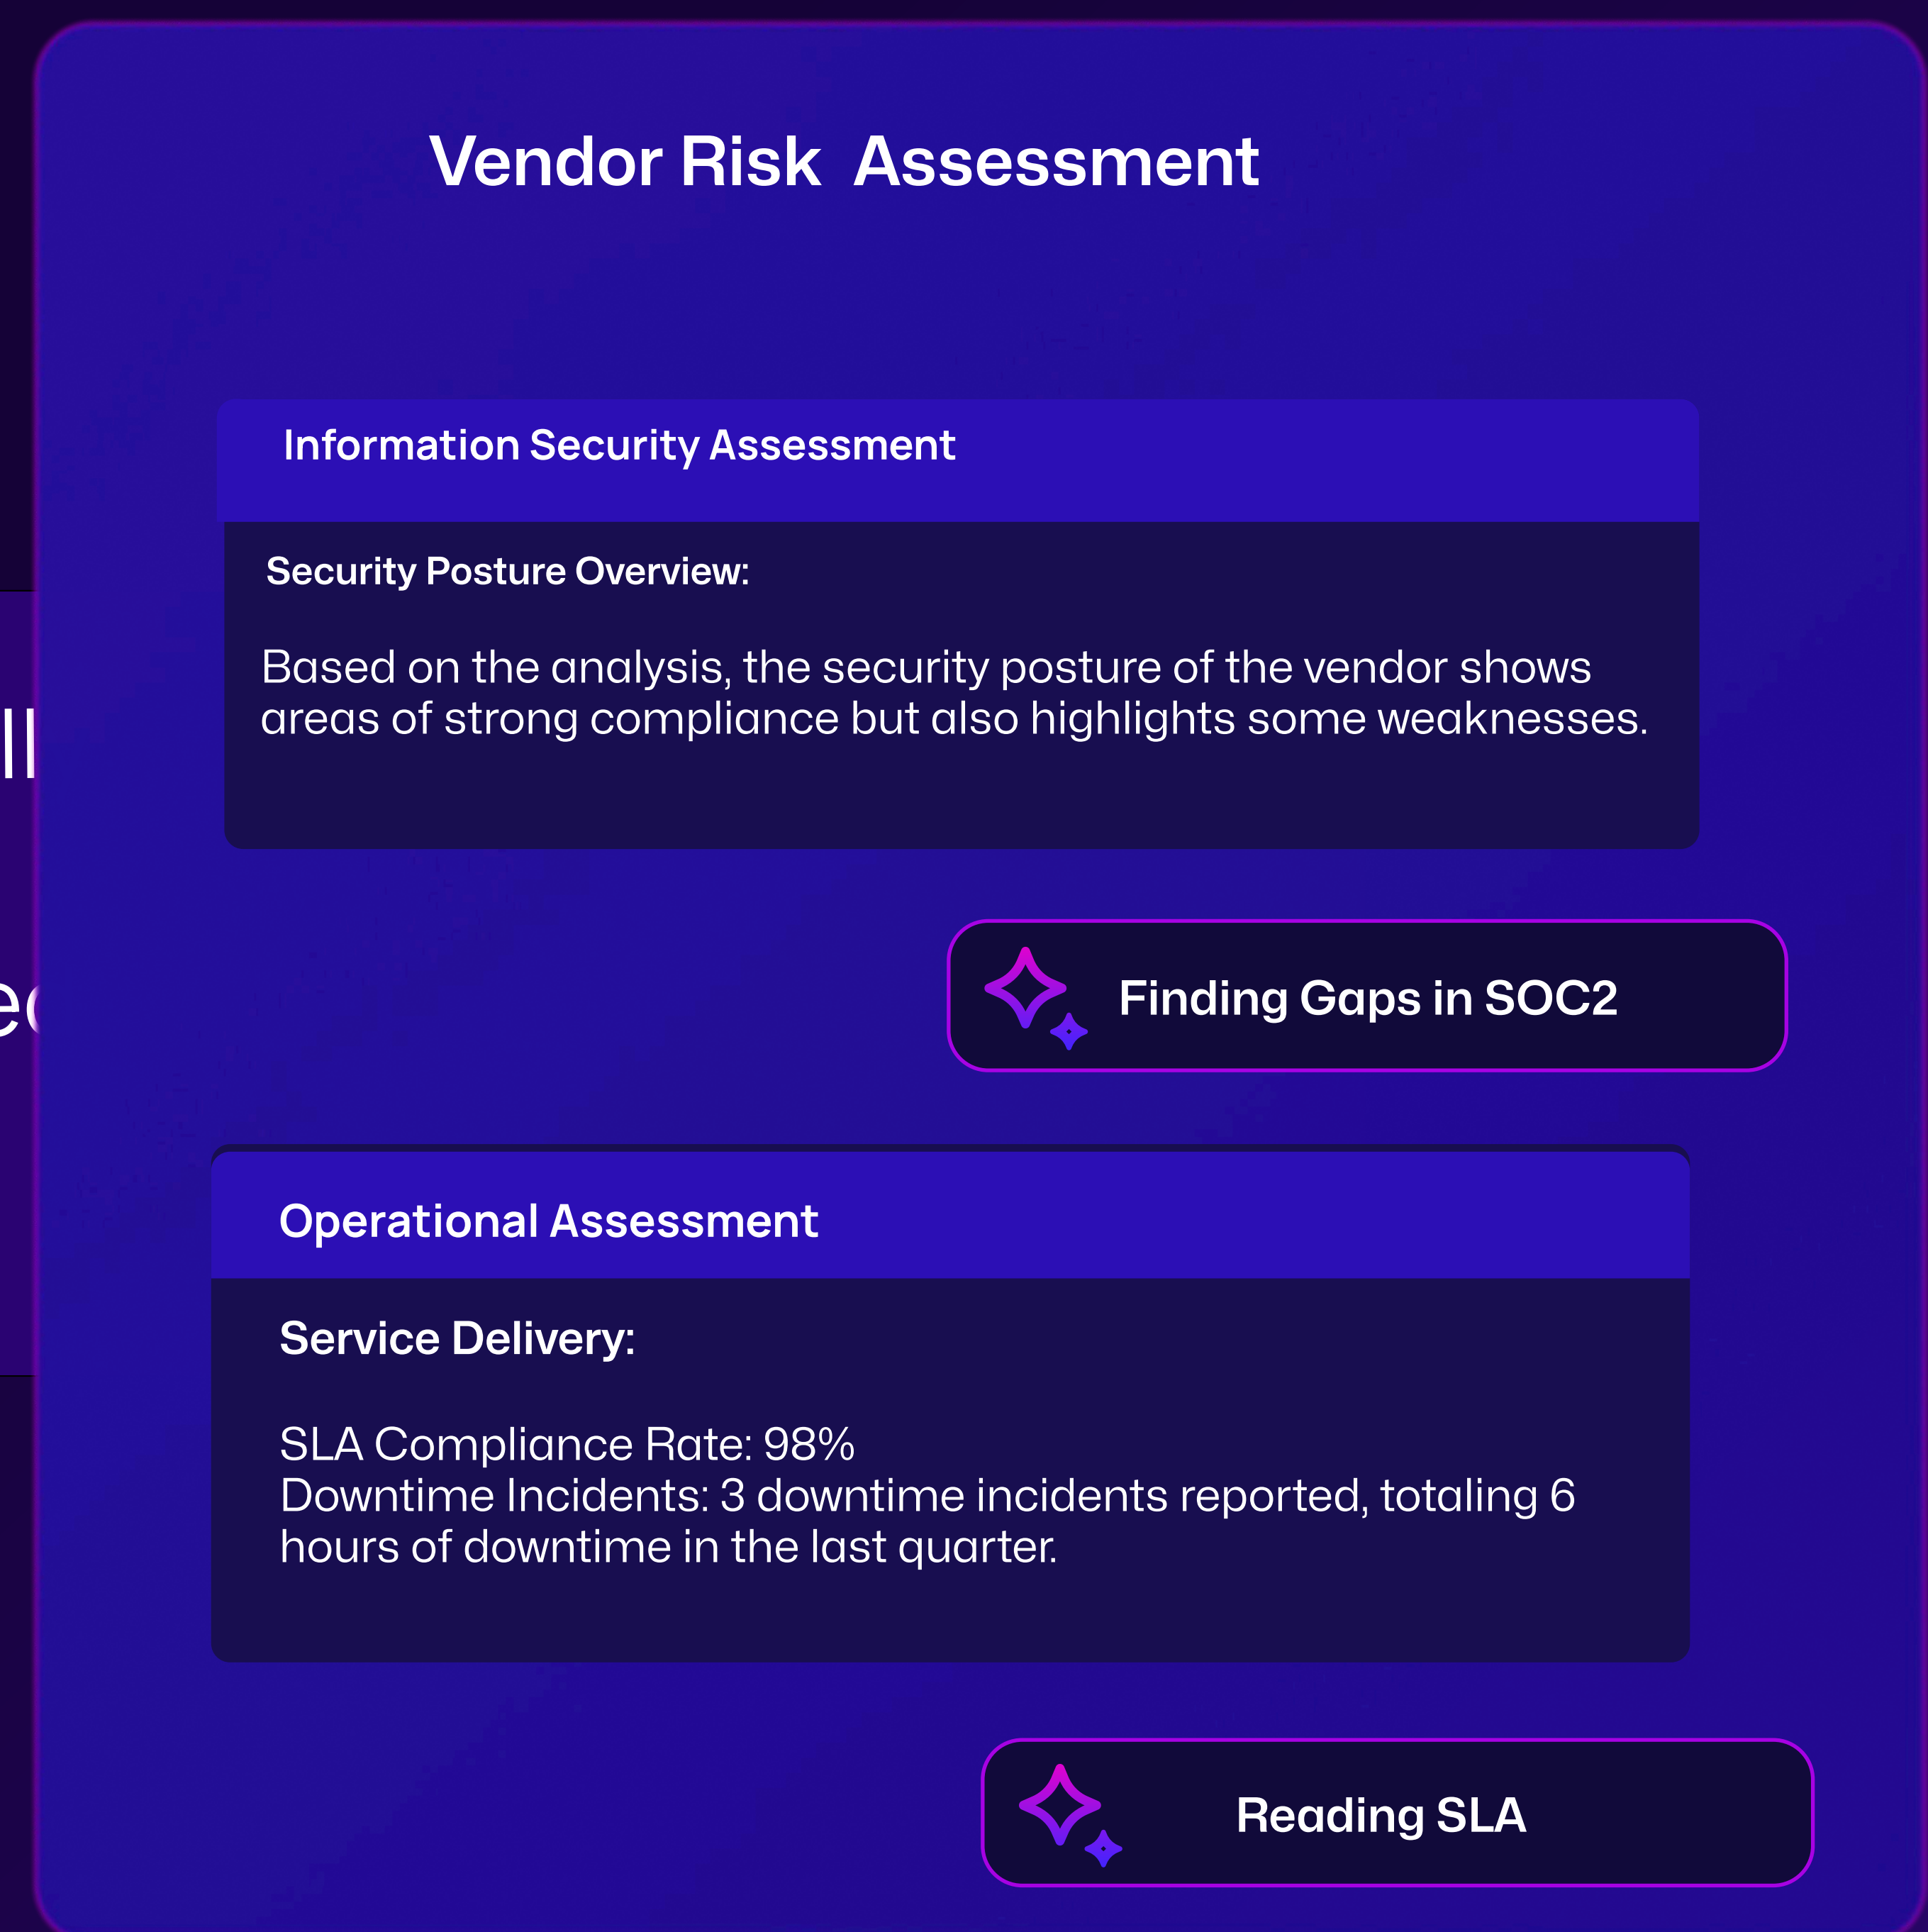 Vendor Risk  Assessment
Information Security Assessment
Security Posture Overview:
Based on the analysis, the security posture of the vendor shows
areas of strong compliance but also highlights some weaknesses.
Finding Gaps in SOC2
Operational Assessment
Service Delivery:
SLA Compliance Rate: 98%
Downtime Incidents: 3 downtime incidents reported, totaling 6
hours of downtime in the last quarter.
Reading SLA